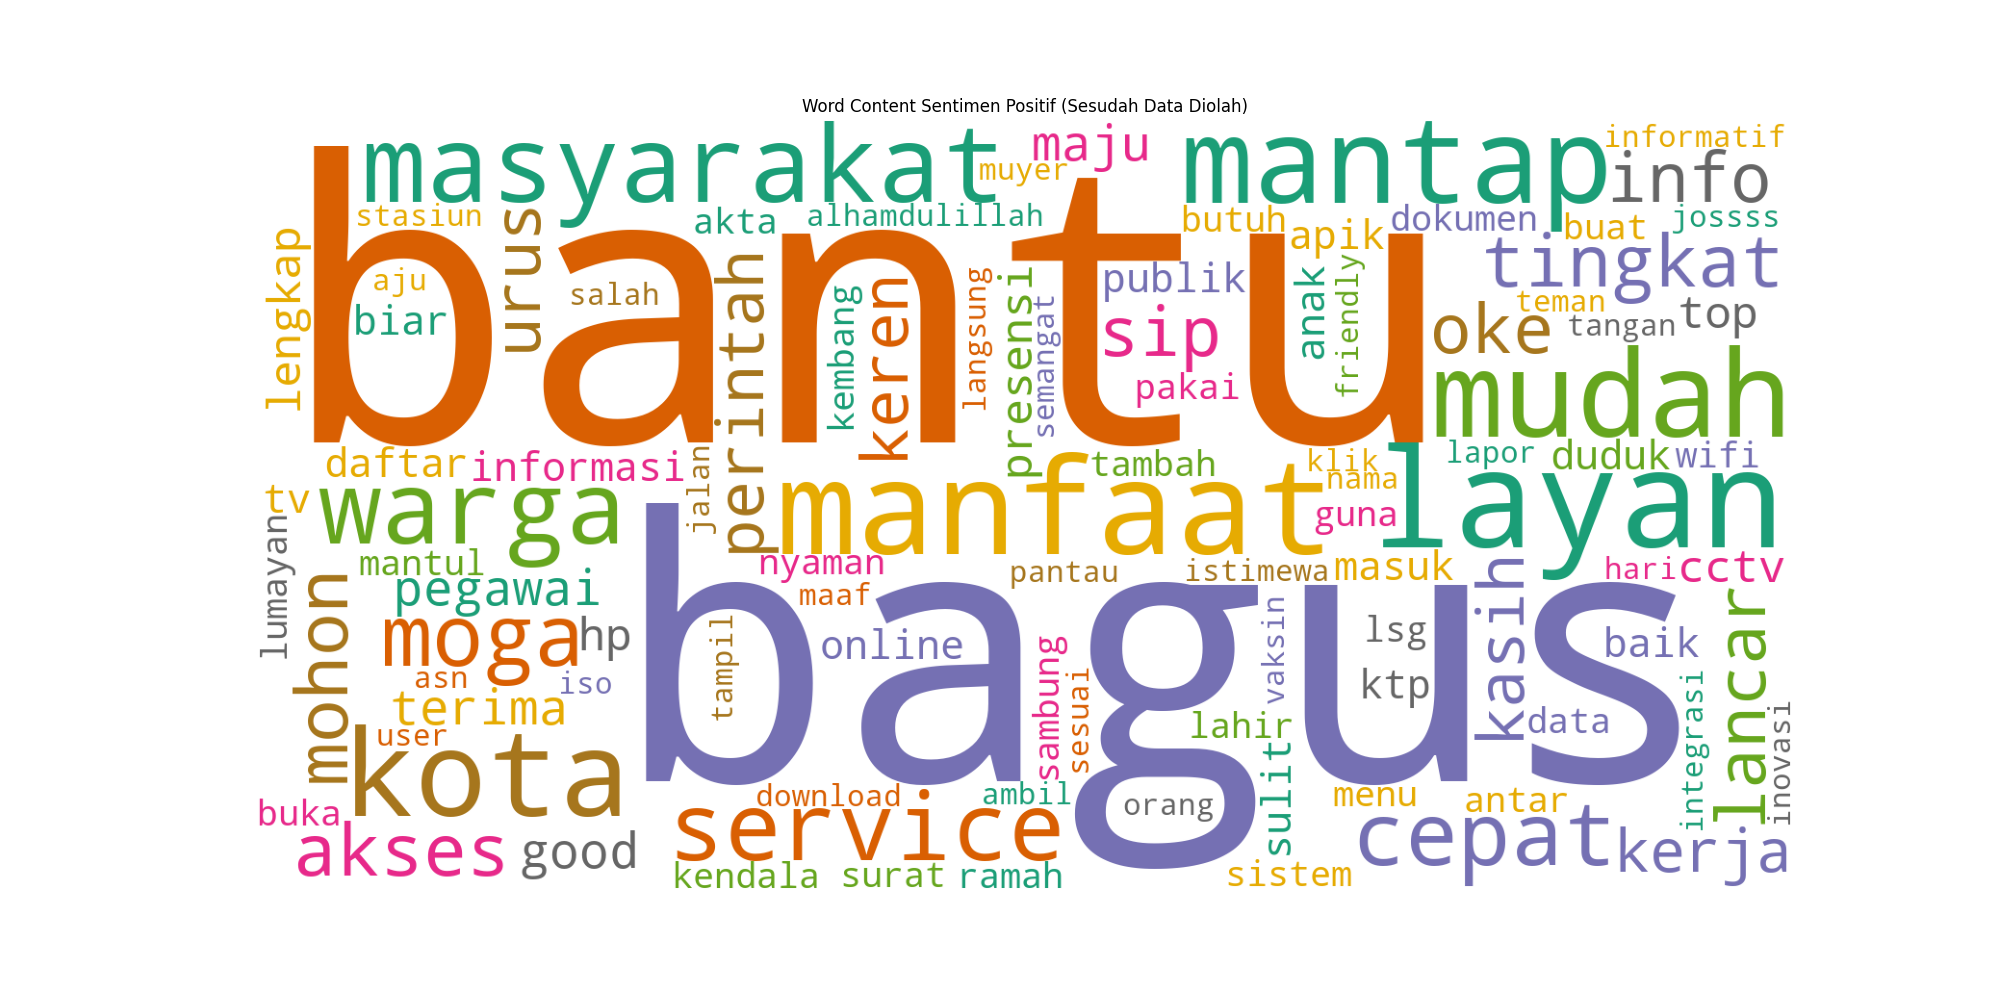 Word Content Sentimen Positif (Sesudah Data Diolah)
masyarakat
muyer
maju
mantap
informatif
info
stasiun
urus
akta
alhamdulillah
butuh
apik
dokumen
buat
jossss
lengkap
bantu
aju
biar
salah
perintah
kembang
keren
langsung
presensi
semangat
publik
sip
pakai
anak
friendly
tingkat
teman
tangan
top
oke
mudah
daftar
informasi
jalan
tambah
klik
nama
guna
lapor
duduk
wifi
tv
warga
manfaat
layan
lumayan
mantul
pegawai
nyaman
maaf
pantau
istimewa
masuk
hari
cctv
mohon
moga
hp
asn
iso
terima
user
kota
bagus
tampil
online
sambung
sesuai
vaksin
lsg
ktp
kasih
baik
data
lahir
sulit
integrasi
lancar
inovasi
buka
akses
good
download
service
ambil
orang
menu
antar
cepat
kerja
kendala
surat
ramah
sistem